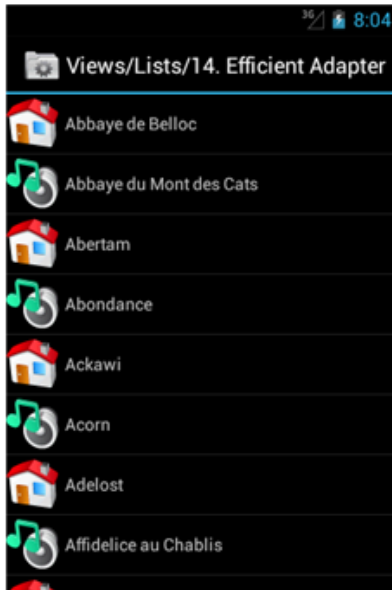 3G 8:04
Views/Lists/14. Efficient Adapter
Abbaye de Belloc
Abbaye du Mont des Cats
Abertam
Abondance
Ackawi
Acorn
Adelost
Affidelice au Chablis